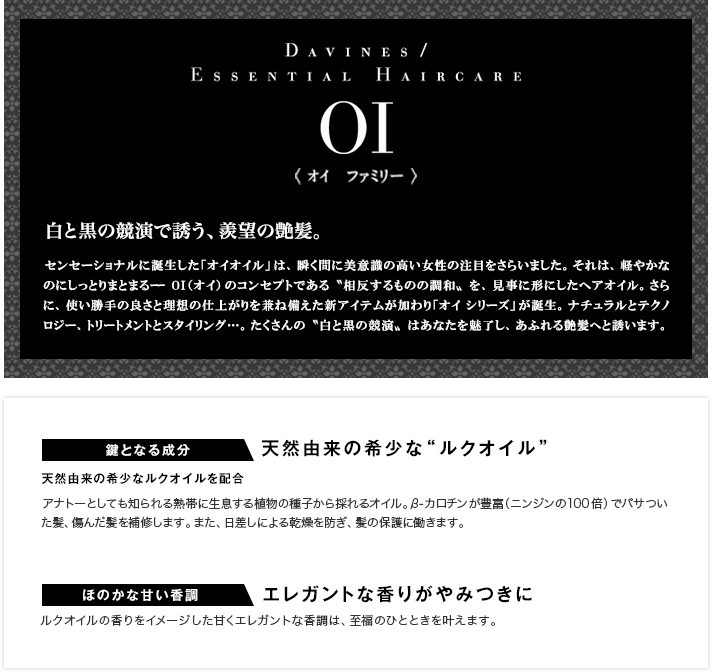 DAVINES/
ESSENTIAL HAIRCARE
OI
〈 オイ　ファミリー 〉
白と黒の競演で誘う、羨望の艶髪。
センセーショナルに誕生した「オイオイル」は、瞬く間に美意識の高い女性の注目をさらいました。それは、軽やかな
のにしっとりまとまる── OI（オイ）のコンセプトである〝相反するものの調和〟を、見事に形にしたヘアオイル。さら
に、使い勝手の良さと理想の仕上がりを兼ね備えた新アイテムが加わり「オイ シリーズ」が誕生。ナチュラルとテクノ
ロジー、トリートメントとスタイリング…。たくさんの〝白と黒の競演〟はあなたを魅了し、あふれる艶髪へと誘います。
鍵となる成分 天然由来の希少な“ルクオイル”
天然由来の希少なルクオイルを配合
アナトーとしても知られる熱帯に生息する植物の種子から採れるオイル。β-カロチンが豊富（ニンジンの100倍）でパサつい
た髪、傷んだ髪を補修します。また、日差しによる乾燥を防ぎ、髪の保護に働きます。
ほのかな甘い香調 エレガントな香りがやみつきに
ルクオイルの香りをイメージした甘くエレガントな香調は、至福のひとときを叶えます。